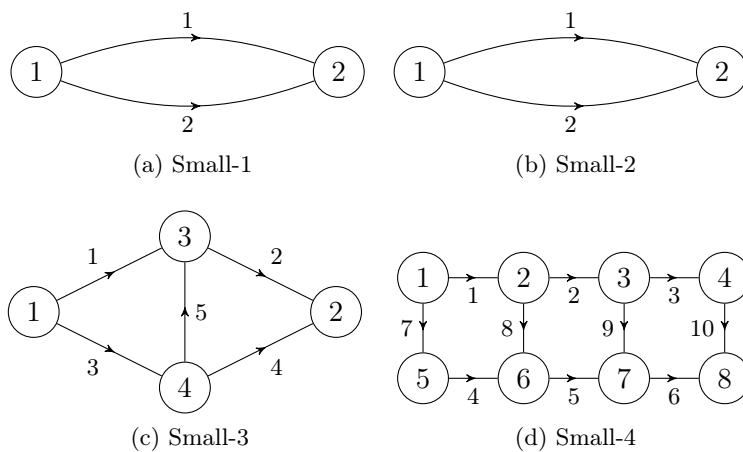 1 1
1 2 1 2
2 2
(a) Small-1 (b) Small-2
3
1 2 1 2 3 4
1 2 3
1 5 2 7 8 9 10
3 4 5 6 7 8
4 4 5 6
(c) Small-3 (d) Small-4